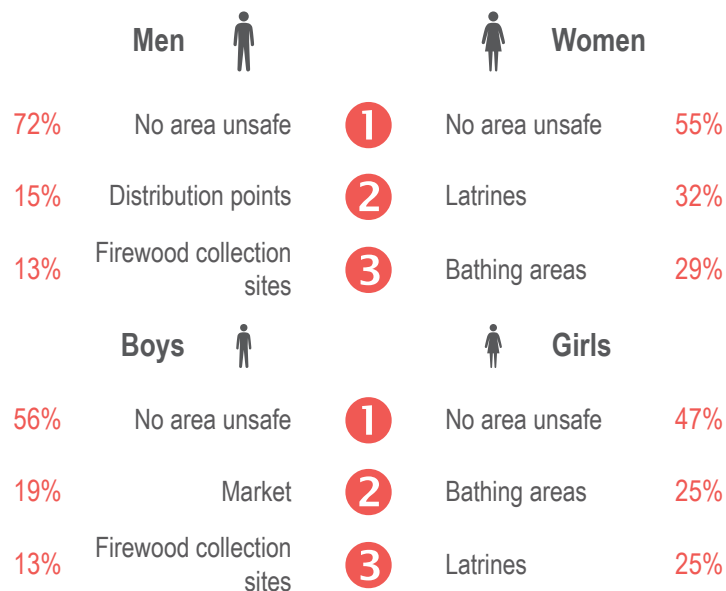 Men Women
72% No area unsafe 1 No area unsafe 55%
15% Distribution points 2 Latrines 32%
13% Firewood collection sites 3 Bathing areas 29%
Boys Girls
56% No area unsafe 1 No area unsafe 47%
19% Market 2 Bathing areas 25%
13% Firewood collection sites 3 Latrines 25%